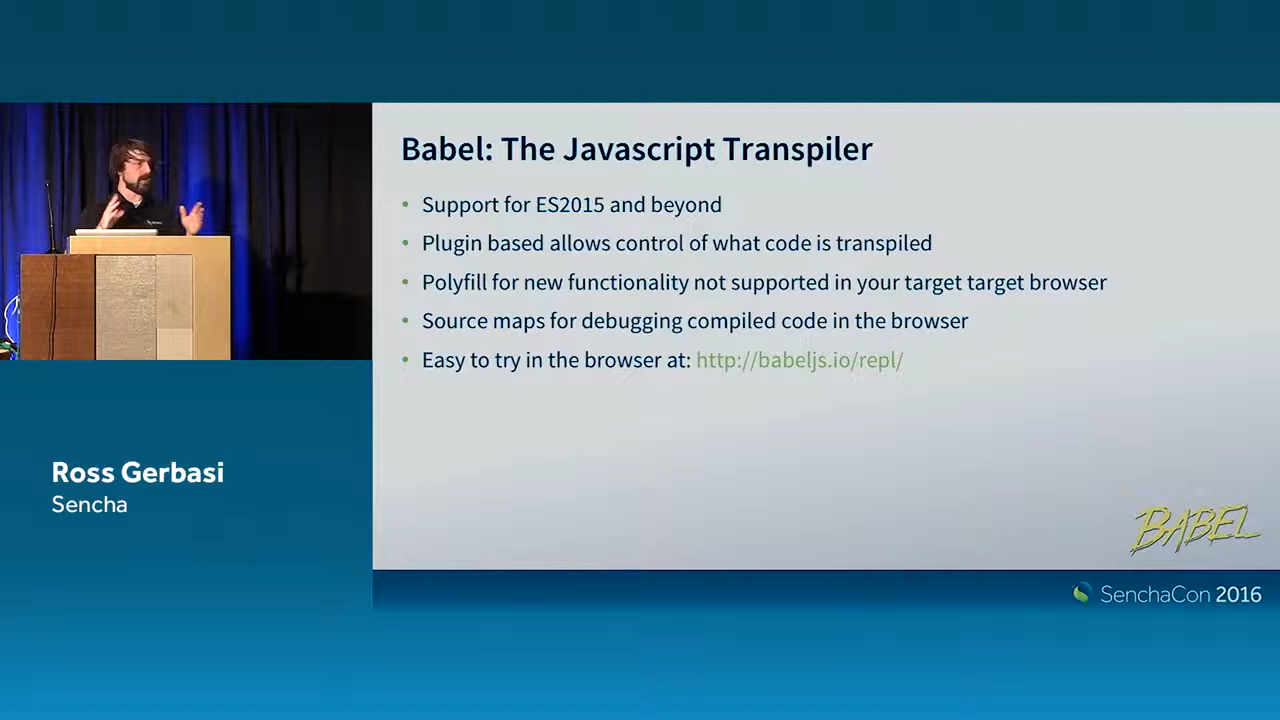 Babel: The Javascript Transpiler
• Support for ES2015 and beyond
• Plugin based allows control of what code is transpiled
• Polyfill for new functionality not supported in your target target browser
• Source maps for debugging compiled code in the browser
• Easy to try in the browser at: http://babeljs.io/repl/
Ross Gerbasi
Sencha
BABEL
SenchaCon 2016